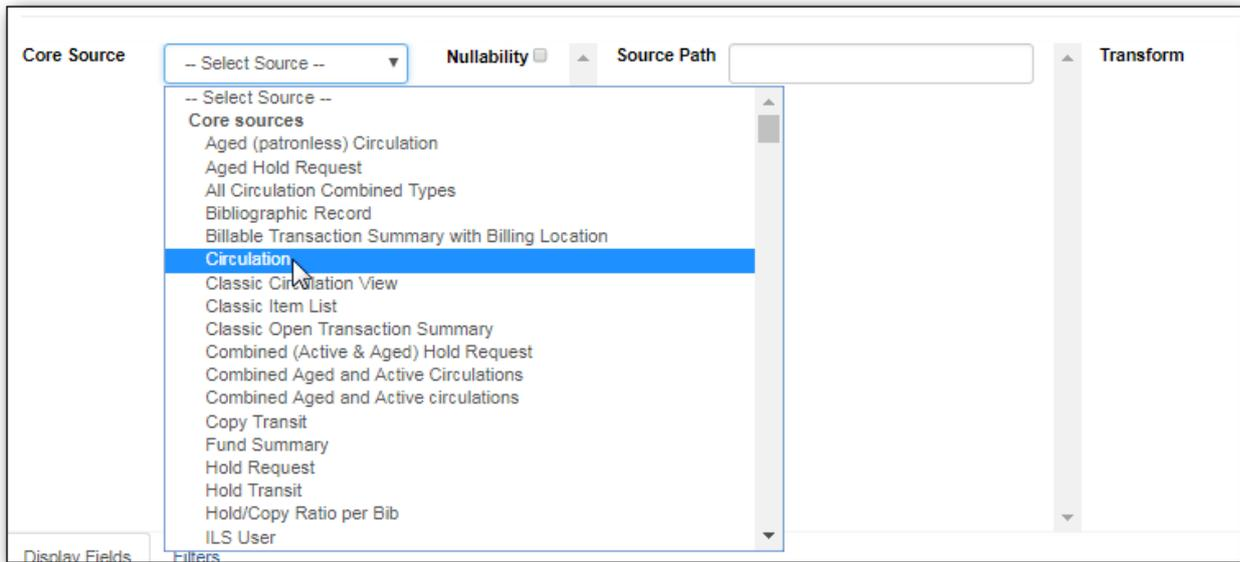 Core Source -- Select Source -- Nullability Source Path Transform
-- Select Source --
Core sources
Aged (patronless) Circulation
Aged Hold Request
All Circulation Combined Types
Bibliographic Record
Billable Transaction Summary with Billing Location
Circulation
Classic Circulation View
Classic Item List
Classic Open Transaction Summary
Combined (Active & Aged) Hold Request
Combined Aged and Active Circulations
Combined Aged and Active circulations
Copy Transit
Fund Summary
Hold Request
Hold Transit
Hold/Copy Ratio per Bib
ILS User
Display Fields Filters